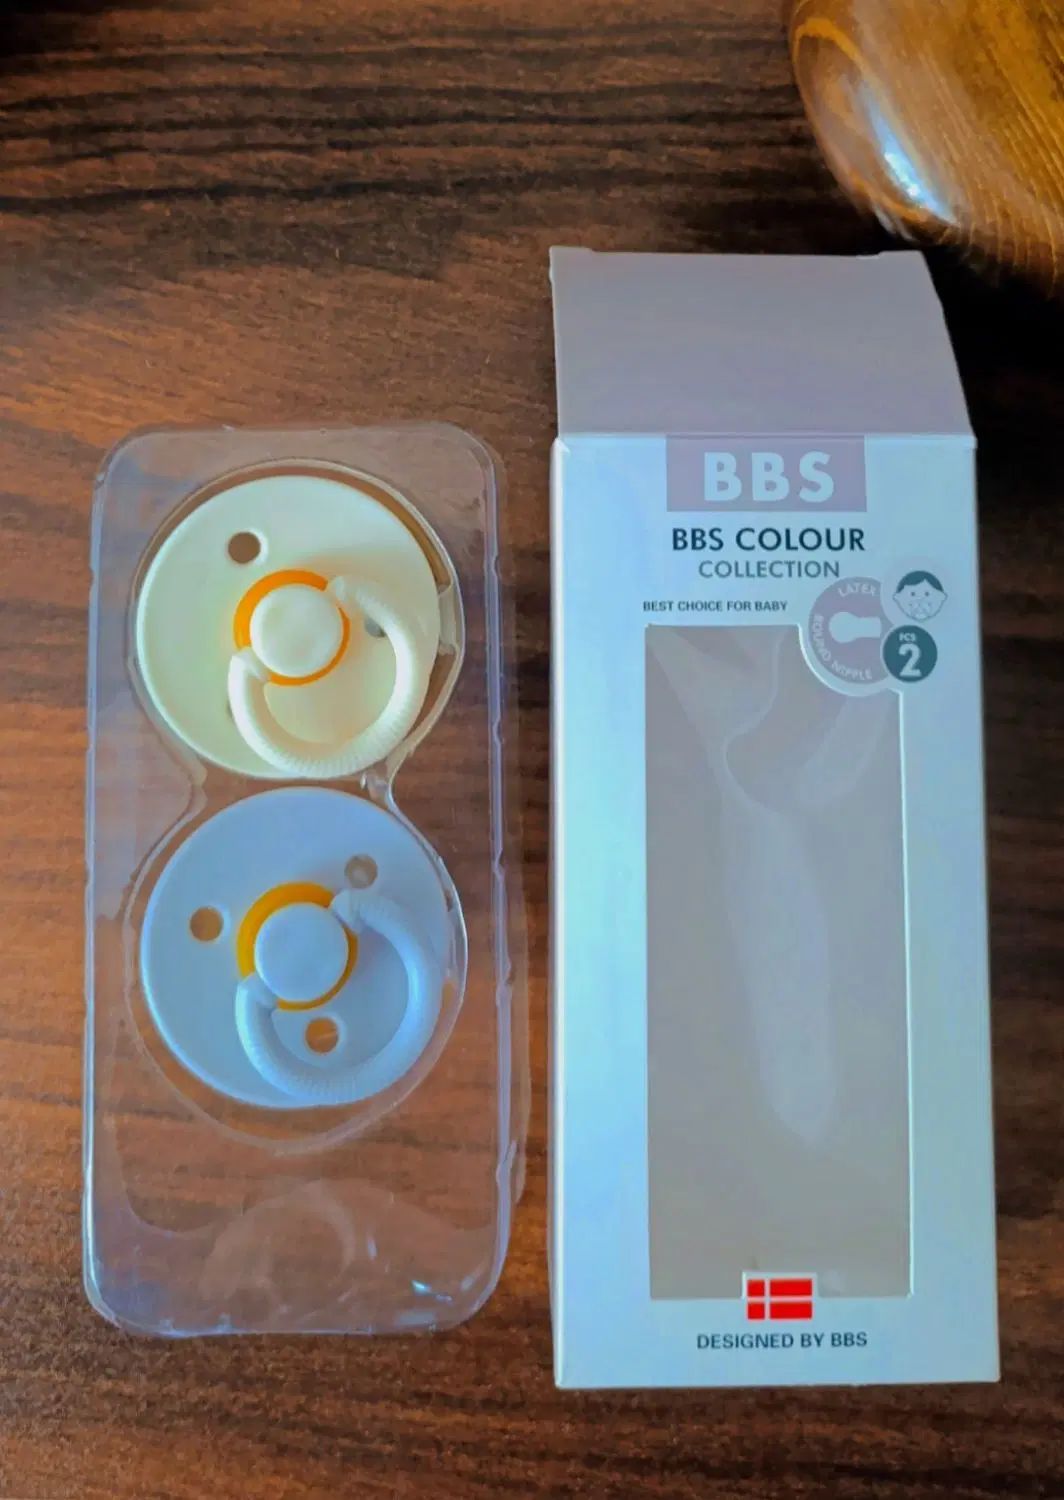 BBS
BBS COLOUR
COLLECTION
BEST CHOICE FOR BABY
LATEX
ROUND NIPPLE
PCS
2
DESIGNED BY BBS